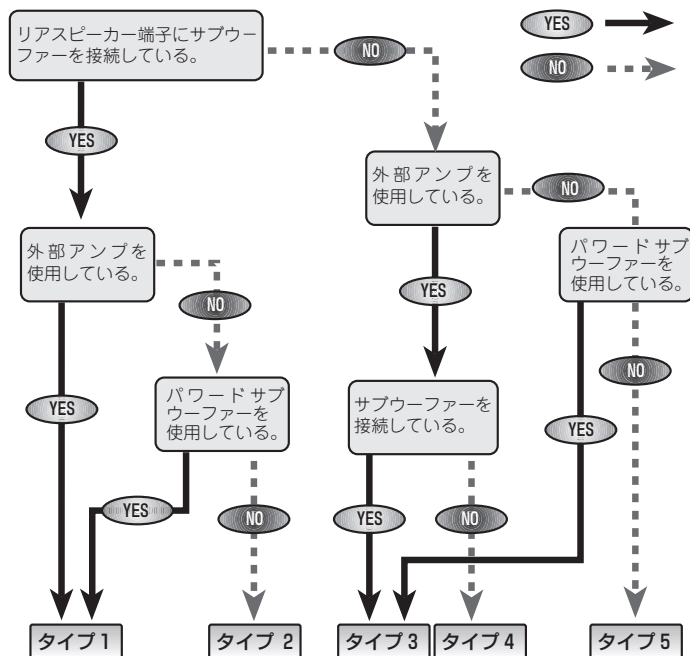 リアスピーカー端子にサブウー
ファーを接続している。
NO
YES
NO
YES
外部アンプを
使用している。
NO
外部アンプを
使用している。
パワードサブ
ウーファーを
使用している。
YES
NO
NO
パワードサブ
ウーファーを
使用している。
サブウーファーを
接続している。
YES
YES
YES
NO
YES
NO
タイプ1
タイプ2
タイプ3
タイプ4
タイプ5